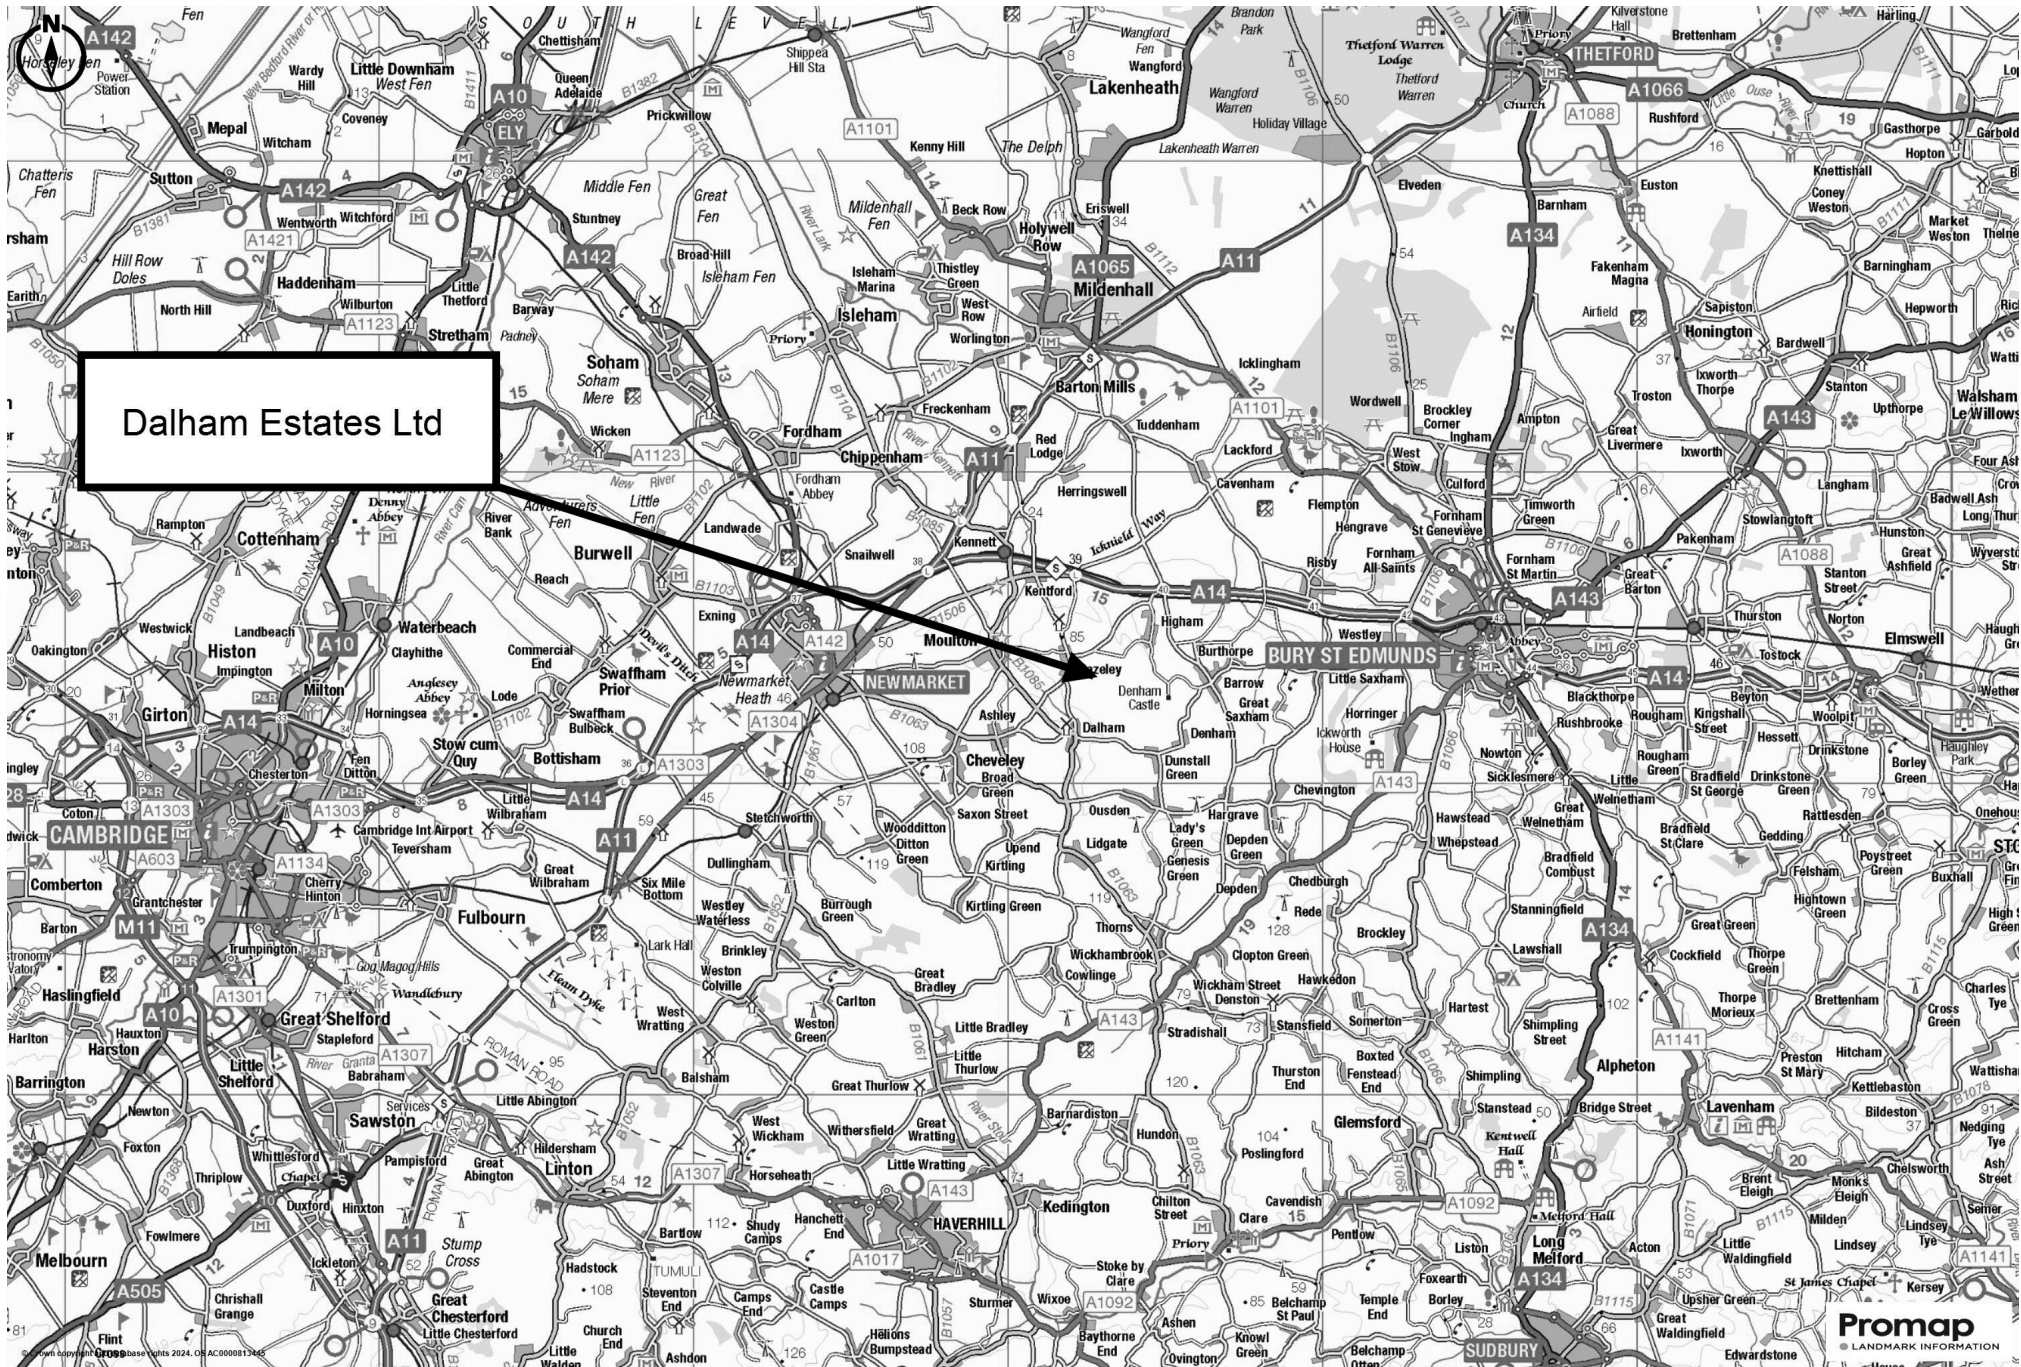 Dalham Estates Ltd
N
(SOUTH LEVEL)
A142
Horseley Fen
Power
Station
Wardy
Hill
Little Downham
West Fen
Coveney
Mepal
Witcham
Chatteris
Fen
Sutton
A142
Wentworth
Witchford
A1421
B1381
B1411
A10
ELY
Chettisham
Queen
Adelaide
B1382
Prickwillow
Shippea
Hill Sta
B1104
Middle Fen
Great
Fen
Stuntney
A142
Broad Hill
Isleham Fen
Hill Row
Doles
Haddenham
Earith
North Hill
Wilburton
A1123
Little
Thetford
Stretham
Barway
Padney
Soham
Soham
Mere
Wicken
A1123
Kenny Hill
A1101
Mildenhall
Fen
Beck Row
Holywell
Row
Isleham
Marina
Thistley
Green
West
Row
Isleham
Priory
Worlington
B1102
Freckenham
Fordham
Chippenham
Fordham
Abbey
River Lark
The Delph
Lakenheath
Wangford
Fen
Wangford
Brandon
Park
Wangford
Warren
Holiday Village
Lakenheath Warren
Eriswell
A1065
Mildenhall
B1112
A11
Barton Mills
Icklingham
Tuddenham
Red
Lodge
A11
Herringswell
Cavenham
Lackford
A1101
Elveden
B1106
Thetford Warren
Lodge
Thetford
Warren
Priory
THETFORD
Church
A1066
A1088
Kilverstone
Hall
Brettenham
Harling
Rushford
Little Ouse River
Gasthorpe
Hopton
Knettishall
Coney
Weston
B1111
Market
Weston
Barningham
Hepworth
Euston
Barnham
A134
Fakenham
Magna
Airfield
Sapiston
Honington
Bardwell
Ixworth
Thorpe
Troston
Stanton
Upthorpe
Walsham
Le Willows
A143
Ixworth
Great
Livermere
Ampton
Wordwell
Brockley
Corner
Ingham
West
Stow
Culford
Flempton
Hengrave
Fornham
St Genevieve
Timworth
Green
Fornham
All Saints
Fornham
St Martin
Risby
Great
Barton
A143
Pakenham
Stowlangtoft
Langham
Badwell Ash
Hunston
Great
Ashfield
A1088
Stanton
Street
Thurston
Norton
Elmswell
Tostock
Beyton
Woolpit
Denny
Abbey
River Cam
River
Bank
Adventurers
Fen
Little
Fen
New River
Landwade
Burwell
Reach
Snailwell
B1085
B1103
Exning
Kennett
Kentford
Icknield Way
A14
Higham
Burthorpe
Barrow
Moulton
B1506
NEWMARKET
Newmarket
Heath
Devil's Ditch
Swaffham
Prior
Swaffham
Bulbeck
Commercial
End
Lode
Anglesey
Abbey
Bottisham
Rampton
Cottenham
ROMAN ROAD
B1049
Westwick
Landbeach
Oakington
Histon
Impington
A10
Waterbeach
Clayhithe
Milton
Horningsea
Girton
A14
Fen
Ditton
Stow cum
Quy
Chesterton
A1303
CAMBRIDGE
Coton
A603
A1134
Cambridge Int Airport
Teversham
Cherry
Hinton
Comberton
Grantchester
M11
Barton
Trumpington
P&R
Fulbourn
Great
Wilbraham
Little
Wilbraham
Six Mile
Bottom
A11
A1304
A1303
Dullingham
Stetchworth
Westley
Waterless
Burrough
Green
Brinkley
Woodditton
Ditton
Green
Saxon Street
Cheveley
Broad
Green
Ashley
Dalham
Denham
Castle
Denham
Dunstall
Green
Ousden
Lady's
Green
Genesis
Green
Hargrave
Depden
Green
Depden
Chedburgh
Chevington
Lidgate
Upend
Kirtling
Kirtling Green
Great
Saxham
Little Saxham
Westley
BURY ST EDMUNDS
Abbey
Horringer
Ickworth
House
Nowton
Sicklesmere
Blackthorpe
Rushbrooke
Rougham
Kingshall
Street
Hessett
Drinkstone
Rougham
Green
Bradfield
St George
Drinkstone
Green
Borley
Green
Haughley
Park
Rattlesden
Gedding
Great
Welnetham
Little
Welnetham
Bradfield
St Clare
Bradfield
Combust
Hawstead
Whepstead
Felsham
Poystreet
Green
Buxhall
Hightown
Green
Great Green
Stanningfield
Lawshall
A134
Cockfield
Thorpe
Green
Thorpe
Morieux
Brettenham
Cross
Green
Charles
Tye
Thorns
Wickhambrook
Cowlinge
Rede
Brockley
Clopton Green
Hawkedon
Wickham Street
Denston
Stradishall
Stansfield
Somerton
Hartest
Shimpling
Street
Alpheton
A1141
Preston
St Mary
Hitcham
Kettlebaston
Bildeston
Boxted
Fenstead
End
Thurston
End
Shimpling
Stanstead
Bridge Street
Lavenham
Glemsford
Kentwell
Hall
Poslingford
Hundon
Barnardiston
Great
Bradley
Little Bradley
Little
Thurlow
Great Thurlow
Carlton
Weston
Green
Weston
Colville
West
Wratting
Lark Hall
Fleam Dyke
Balsham
Gog Magog Hills
Wandlebury
Haslingfield
A1301
Great Shelford
Stapleford
Hauxton
Harston
Harlton
Little
Shelford
River Granta
Babraham
A1307
Barrington
Newton
Foxton
Sawston
Services
Little Abington
Great
Abington
Hildersham
Linton
Pampisford
Whittlesford
Thriplow
Chapel
Duxford
Hinxton
Fowlmere
Melbourn
A505
Chrishall
Grange
Ickleton
Stump
Cross
Great
Chesterford
Little Chesterford
Hadstock
Bartlow
TUMULI
Steventon
End
Church
End
Ashdon
Camps
End
Castle
Camps
Shudy
Camps
West
Wickham
Horseheath
Withersfield
Great
Wratting
Little Wratting
Hanchett
End
HAVERHILL
A1017
Kedington
Sturmer
Wixoe
Helions
Bumpstead
River Stour
Chilton
Street
Cavendish
Clare
Priory
Stoke by
Clare
A1092
Ashen
Ovington
Knowl
Green
Belchamp
St Paul
Baythorne
End
Pentlow
Foxearth
Liston
Temple
End
Borley
Melford Hall
Long
Melford
A134
Acton
SUDBURY
Great
Waldingfield
Little
Waldingfield
Brent
Eleigh
Monks
Eleigh
Milden
Chelsworth
Nedging
Tye
Ash
Street
Semer
Lindsey
Tye
Lindsey
A1141
Kersey
St James Chapel
Upsher Green
Edwardstone
Promap
LANDMARK INFORMATION